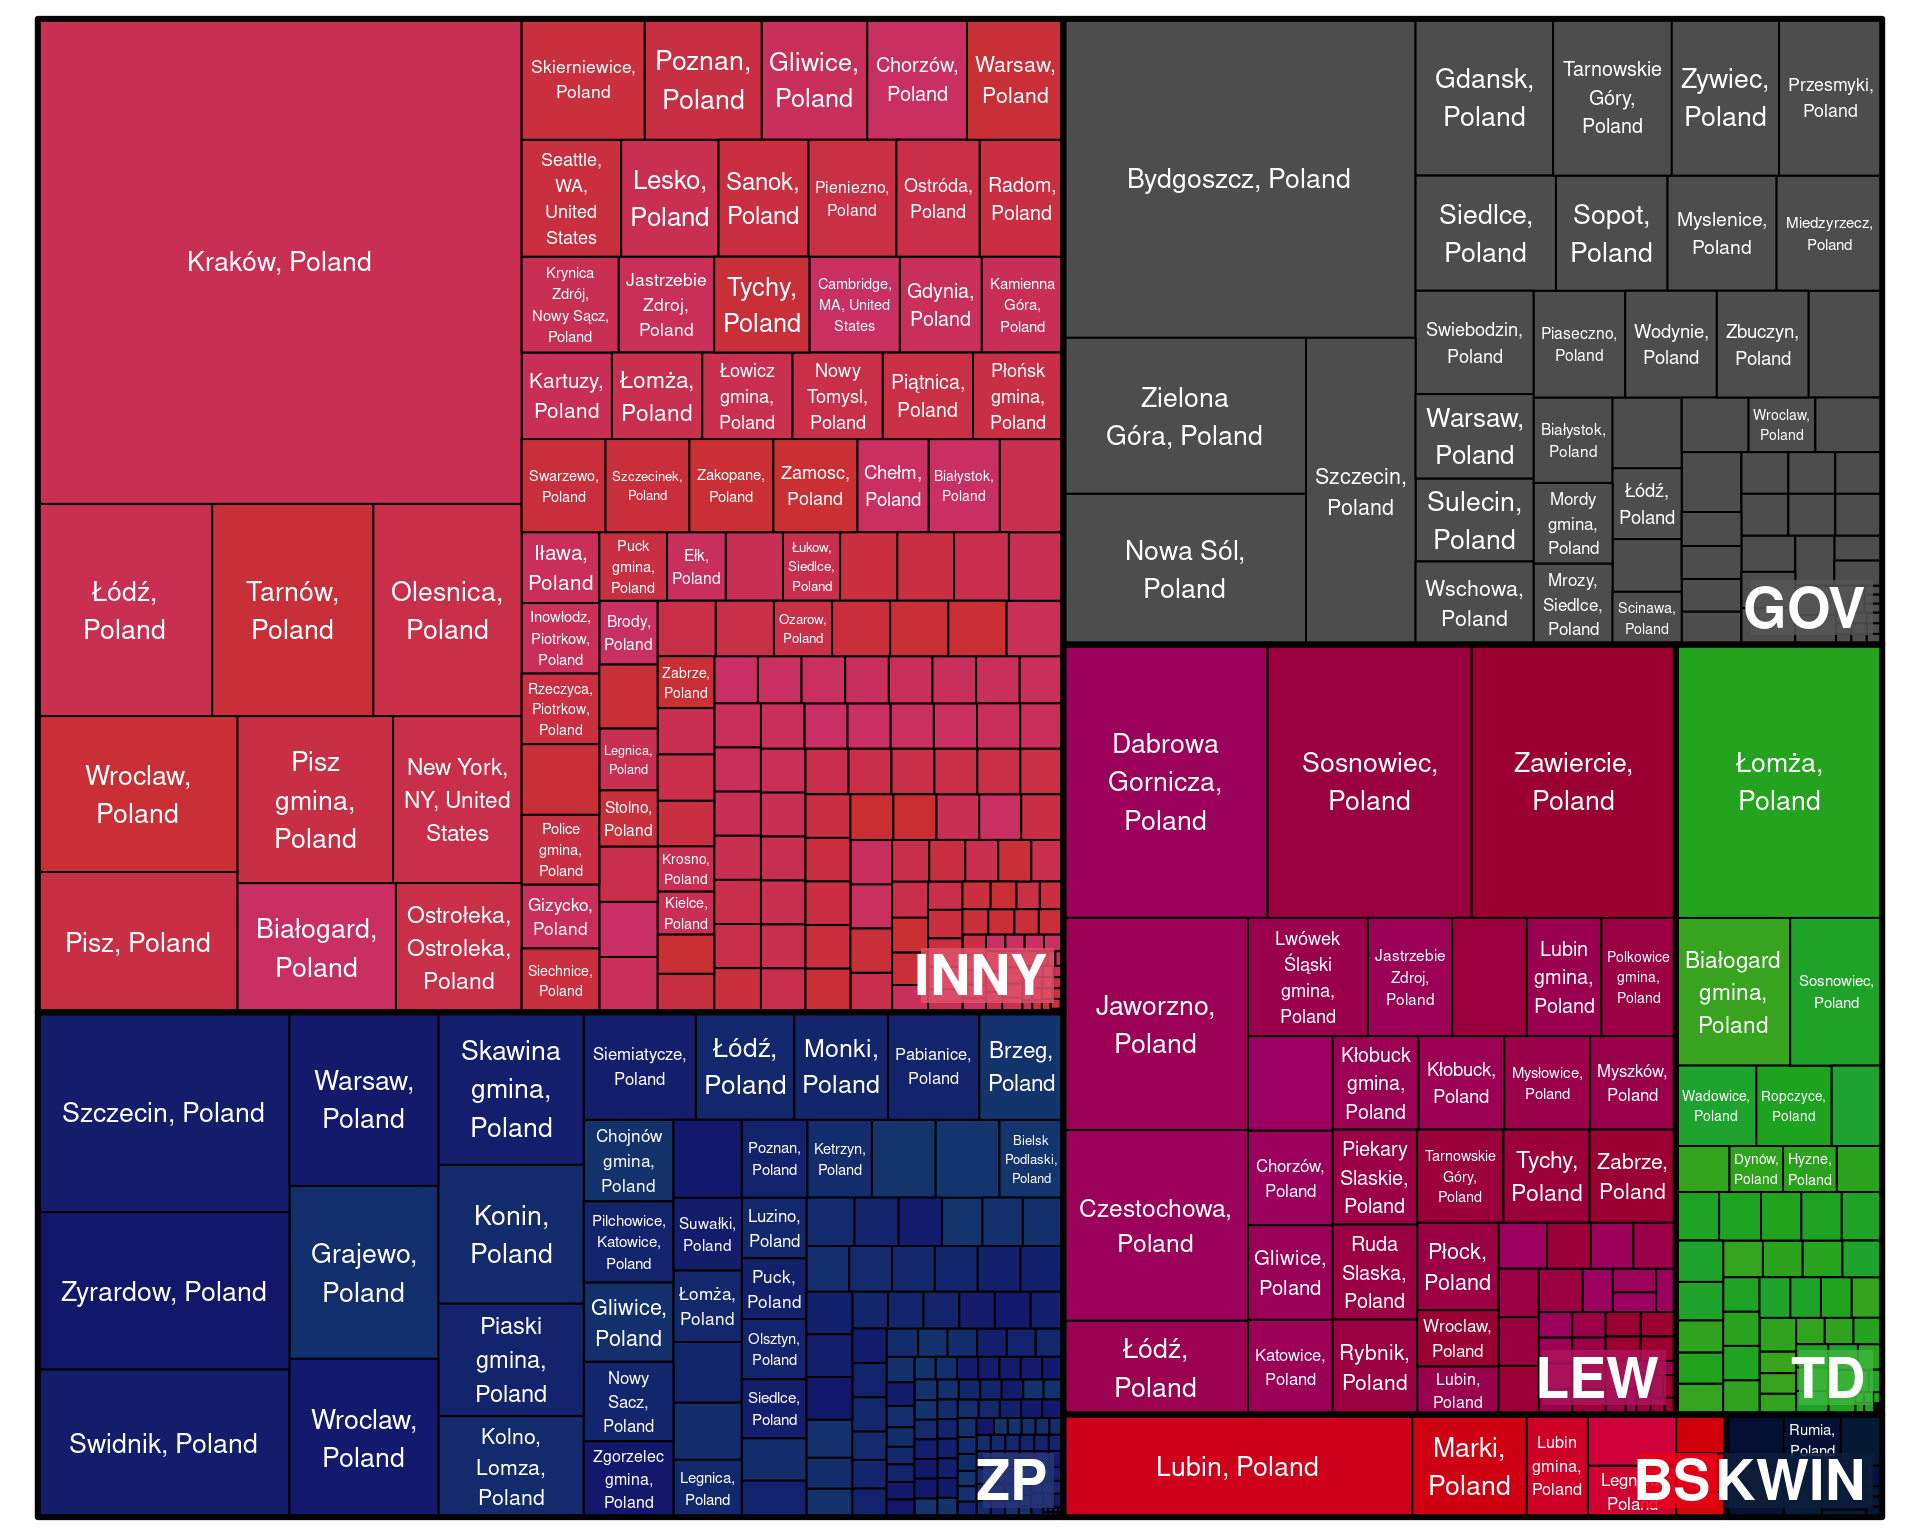 Kraków, Poland
Łódź,
Poland
Tarnów,
Poland
Olesnica,
Poland
Wroclaw,
Poland
Pisz
gmina,
Poland
New York,
NY, United
States
Pisz, Poland
Białogard,
Poland
Ostrołeka,
Ostroleka,
Poland
Skierniewice,
Poland
Poznan,
Poland
Gliwice,
Poland
Chorzów,
Poland
Warsaw,
Poland
Seattle,
WA,
United
States
Lesko,
Poland
Sanok,
Poland
Pieniezno,
Poland
Ostróda,
Poland
Radom,
Poland
Krynica
Zdrój,
Nowy Sącz,
Poland
Jastrzebie
Zdroj,
Poland
Tychy,
Poland
Cambridge,
MA, United
States
Gdynia,
Poland
Kamienna
Góra,
Poland
Kartuzy,
Poland
Łomża,
Poland
Łowicz
gmina,
Poland
Nowy
Tomysl,
Poland
Piątnica,
Poland
Płońsk
gmina,
Poland
Swarzewo,
Poland
Szczecinek,
Poland
Zakopane,
Poland
Zamosc,
Poland
Chełm,
Poland
Białystok,
Poland
Iława,
Poland
Puck
gmina,
Poland
Ełk,
Poland
Łukow,
Siedlce,
Poland
Inowłodz,
Piotrkow,
Poland
Brody,
Poland
Ozarow,
Poland
Rzeczyca,
Piotrkow,
Poland
Zabrze,
Poland
Legnica,
Poland
Stolno,
Poland
Police
gmina,
Poland
Krosno,
Poland
Gizycko,
Poland
Kielce,
Poland
Siechnice,
Poland
INNY
Bydgoszcz, Poland
Zielona
Góra, Poland
Nowa Sól,
Poland
Szczecin,
Poland
Gdansk,
Poland
Tarnowskie
Góry,
Poland
Zywiec,
Poland
Przesmyki,
Poland
Siedlce,
Poland
Sopot,
Poland
Myslenice,
Poland
Miedzyrzecz,
Poland
Swiebodzin,
Poland
Piaseczno,
Poland
Wodynie,
Poland
Zbuczyn,
Poland
Warsaw,
Poland
Białystok,
Poland
Wroclaw,
Poland
Sulecin,
Poland
Mordy
gmina,
Poland
Łódź,
Poland
Wschowa,
Poland
Mrozy,
Siedlce,
Poland
Scinawa,
Poland
GOV
Dabrowa
Gornicza,
Poland
Sosnowiec,
Poland
Zawiercie,
Poland
Jaworzno,
Poland
Czestochowa,
Poland
Łódź,
Poland
Lwówek
Śląski
gmina,
Poland
Jastrzebie
Zdroj,
Poland
Lubin
gmina,
Poland
Polkowice
gmina,
Poland
Kłobuck
gmina,
Poland
Kłobuck,
Poland
Mysłowice,
Poland
Myszków,
Poland
Chorzów,
Poland
Piekary
Slaskie,
Poland
Tarnowskie
Góry,
Poland
Tychy,
Poland
Zabrze,
Poland
Gliwice,
Poland
Ruda
Slaska,
Poland
Płock,
Poland
Katowice,
Poland
Rybnik,
Poland
Wroclaw,
Poland
Lubin,
Poland
LEW
Łomża,
Poland
Białogard
gmina,
Poland
Sosnowiec,
Poland
Wadowice,
Poland
Ropczyce,
Poland
Dynów,
Poland
Hyzne,
Poland
TD
Szczecin, Poland
Zyrardow, Poland
Swidnik, Poland
Warsaw,
Poland
Grajewo,
Poland
Wroclaw,
Poland
Skawina
gmina,
Poland
Konin,
Poland
Piaski
gmina,
Poland
Kolno,
Lomza,
Poland
Siemiatycze,
Poland
Łódź,
Poland
Monki,
Poland
Pabianice,
Poland
Brzeg,
Poland
Chojnów
gmina,
Poland
Poznan,
Poland
Ketrzyn,
Poland
Bielsk
Podlaski,
Poland
Pilchowice,
Katowice,
Poland
Suwałki,
Poland
Luzino,
Poland
Gliwice,
Poland
Łomża,
Poland
Puck,
Poland
Olsztyn,
Poland
Nowy
Sacz,
Poland
Siedlce,
Poland
Zgorzelec
gmina,
Poland
Legnica,
Poland
ZP
Lubin, Poland
Marki,
Poland
Lubin
gmina,
Poland
BS
Rumia,
Poland
KWIN